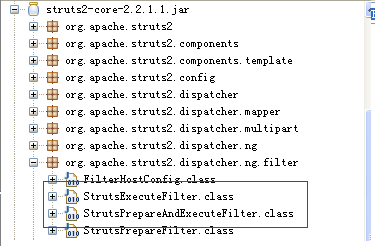 struts2-core-2.2.1.1.jar
org.apache.struts2
org.apache.struts2.components
org.apache.struts2.components.template
org.apache.struts2.config
org.apache.struts2.dispatcher
org.apache.struts2.dispatcher.mapper
org.apache.struts2.dispatcher.multipart
org.apache.struts2.dispatcher.ng
org.apache.struts2.dispatcher.ng.filter
FilterHostConfig.class
StrutsExecuteFilter.class
StrutsPrepareAndExecuteFilter.class
StrutsPrepareFilter.class